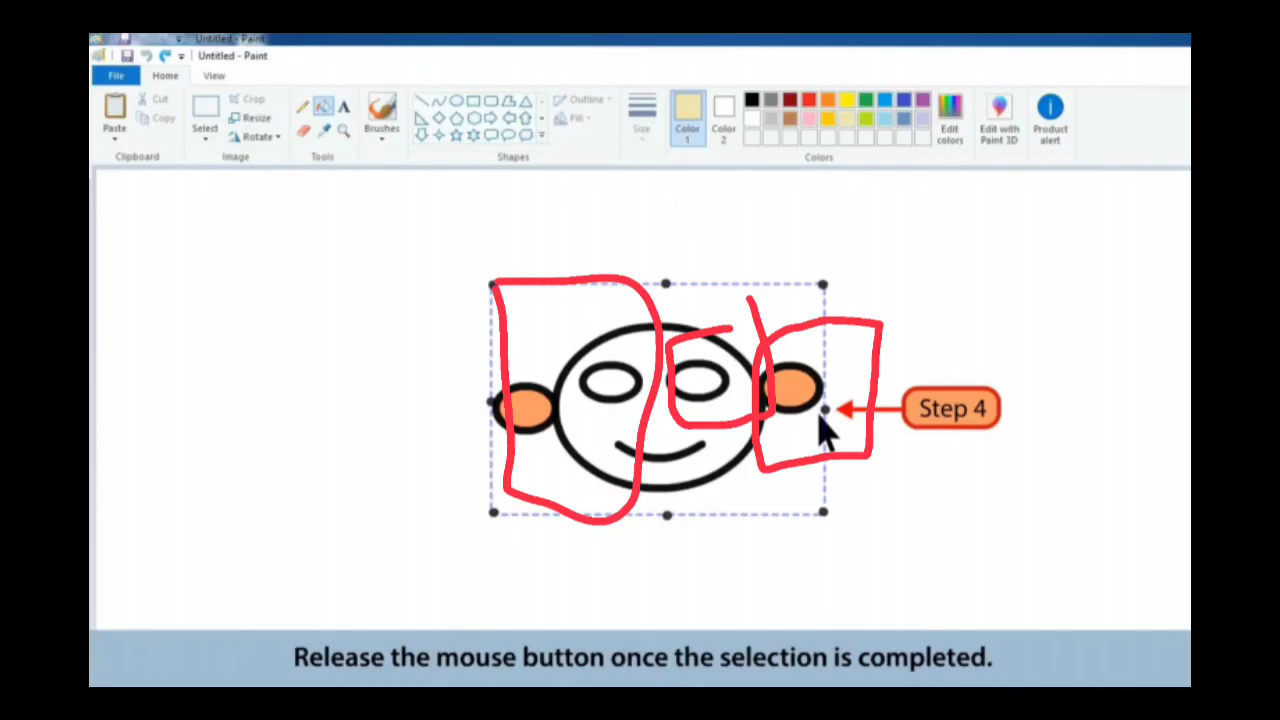 Untitled - Paint
Untitled - Paint
File Home View
Paste Cut Copy Clipboard
Select Crop Resize Rotate Image
A Tools
Brushes
Shapes Outline Fill
Size
Color 1 Color 2 Edit colors Colors
Edit with Paint 3D
Product alert
Step 4
Release the mouse button once the selection is completed.